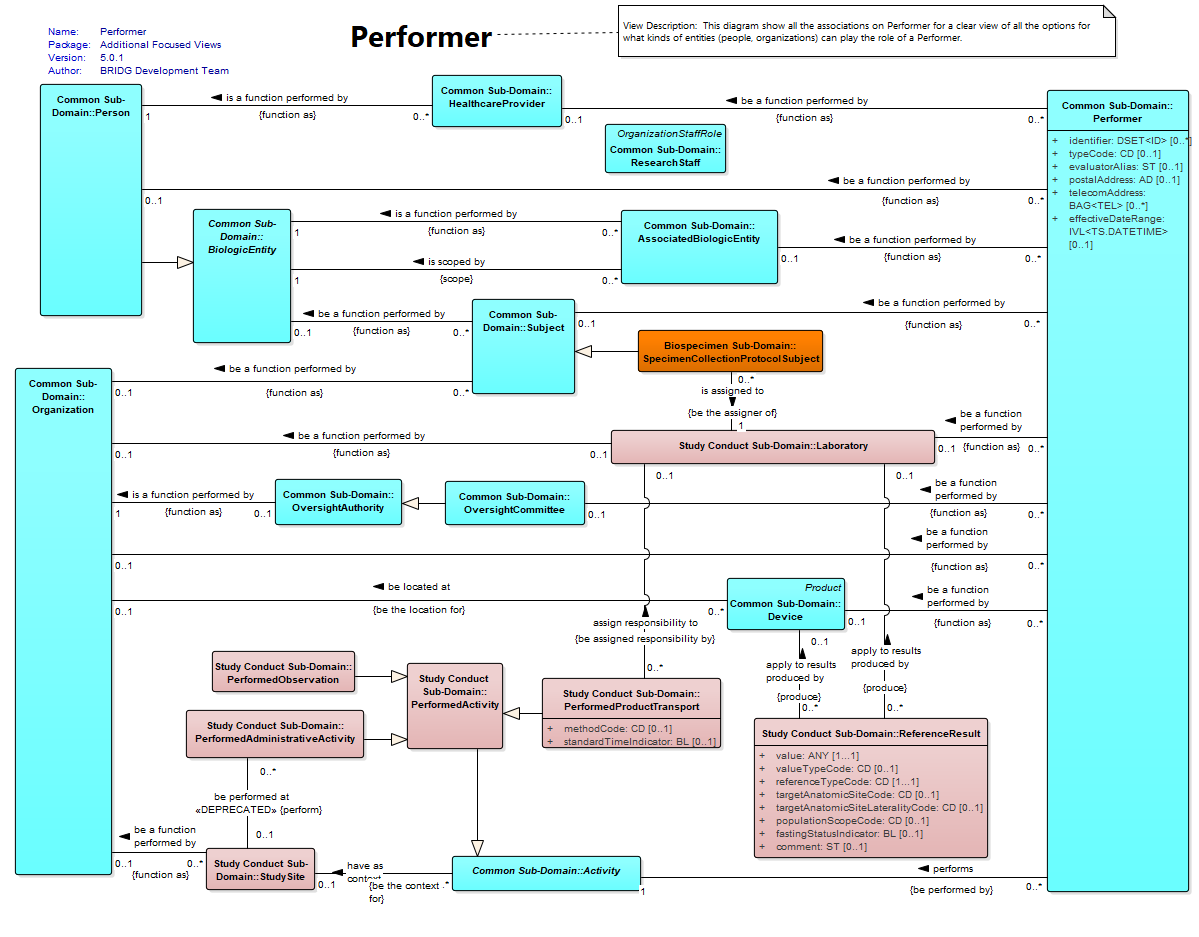 Name: Performer
Package: Additional Focused Views
Version: 5.0.1
Author: BRIDG Development Team
Performer
View Description: This diagram show all the associations on Performer for a clear view of all the options for
what kinds of entities (people, organizations) can play the role of a Performer.
Common Sub-
Domain::Person
is a function performed by
{function as}
1
0..*
Common Sub-Domain::
HealthcareProvider
0..1
be a function performed by
{function as}
0..*
Common Sub-Domain::
Performer
+ identifier: DSET<ID> [0..*]
+ typeCode: CD [0..1]
+ evaluatorAlias: ST [0..1]
+ postalAddress: AD [0..1]
+ telecomAddress:
BAG<TEL> [0..*]
+ effectiveDateRange:
IVL<TS.DATETIME>
[0..1]
OrganizationStaffRole
Common Sub-Domain::
ResearchStaff
be a function performed by
{function as}
0..1
0..*
Common Sub-
Domain::
BiologicEntity
is a function performed by
{function as}
1
0..*
Common Sub-Domain::
AssociatedBiologicEntity
be a function performed by
{function as}
0..1
0..*
is scoped by
{scope}
1
0..*
be a function performed by
{function as}
0..1
0..*
Common Sub-
Domain::Subject
be a function performed by
{function as}
0..1
0..*
Biospecimen Sub-Domain::
SpecimenCollectionProtocolSubject
0..*
is assigned to
{be the assigner of}
1
be a function performed by
{function as}
0..1
0..*
Common Sub-
Domain::
Organization
be a function performed by
{function as}
0..1
0..1
Study Conduct Sub-Domain::Laboratory
be a function
performed by
{function as}
0..1
0..*
0..1
0..1
is a function performed by
{function as}
1
0..1
Common Sub-Domain::
OversightAuthority
Common Sub-Domain::
OversightCommittee
0..1
be a function
performed by
{function as}
0..*
be a function
performed by
{function as}
0..1
0..*
be located at
{be the location for}
0..1
0..*
Product
Common Sub-Domain::
Device
be a function
performed by
{function as}
0..1
0..*
assign responsibility to
{be assigned responsibility by}
0..*
0..1
apply to results
produced by
{produce}
0..*
apply to results
produced by
{produce}
0..*
Study Conduct Sub-Domain::
PerformedObservation
Study Conduct
Sub-Domain::
PerformedActivity
Study Conduct Sub-Domain::
PerformedProductTransport
+ methodCode: CD [0..1]
+ standardTimeIndicator: BL [0..1]
Study Conduct Sub-Domain::
PerformedAdministrativeActivity
Study Conduct Sub-Domain::ReferenceResult
+ value: ANY [1...1]
+ valueTypeCode: CD [0..1]
+ referenceTypeCode: CD [1...1]
+ targetAnatomicSiteCode: CD [0..1]
+ targetAnatomicSiteLateralityCode: CD [0..1]
+ populationScopeCode: CD [0..1]
+ fastingStatusIndicator: BL [0..1]
+ comment: ST [0..1]
0..*
be performed at
«DEPRECATED» {perform}
0..1
be a function
performed by
{function as}
0..1
0..*
Study Conduct Sub-
Domain::StudySite
have as
context
{be the context
for}
0..1
.*
Common Sub-Domain::Activity
1
performs
{be performed by}
0..*